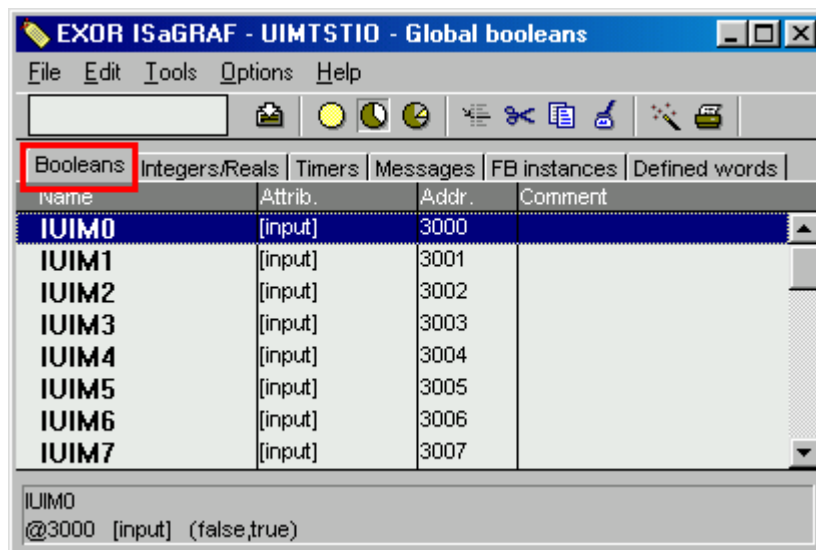 EXOR ISaGRAF - UIMTSTIO - Global booleans
File Edit Tools Options Help
Booleans Integers/Reals Timers Messages FB instances Defined words
Name Attrib. Addr. Comment
IUIM0 [input] 3000
IUIM1 [input] 3001
IUIM2 [input] 3002
IUIM3 [input] 3003
IUIM4 [input] 3004
IUIM5 [input] 3005
IUIM6 [input] 3006
IUIM7 [input] 3007
IUIM0
@3000 [input] (false,true)